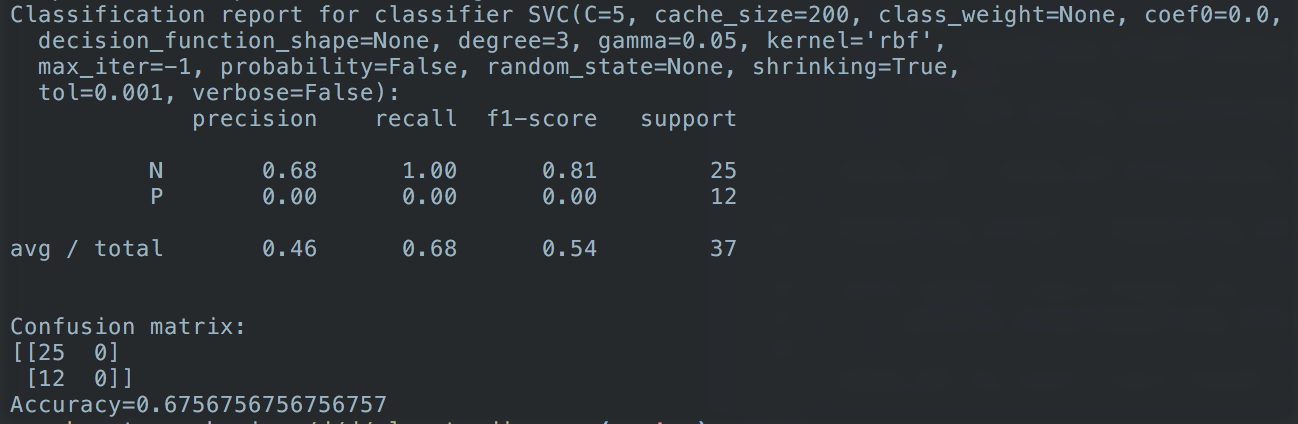 Classification report for classifier SVC(C=5, cache_size=200, class_weight=None, coef0=0.0,
  decision_function_shape=None, degree=3, gamma=0.05, kernel='rbf',
  max_iter=-1, probability=False, random_state=None, shrinking=True,
  tol=0.001, verbose=False):
             precision    recall  f1-score   support

          N       0.68      1.00      0.81        25
          P       0.00      0.00      0.00        12

avg / total       0.46      0.68      0.54        37


Confusion matrix:
[[25  0]
 [12  0]]
Accuracy=0.6756756756756757